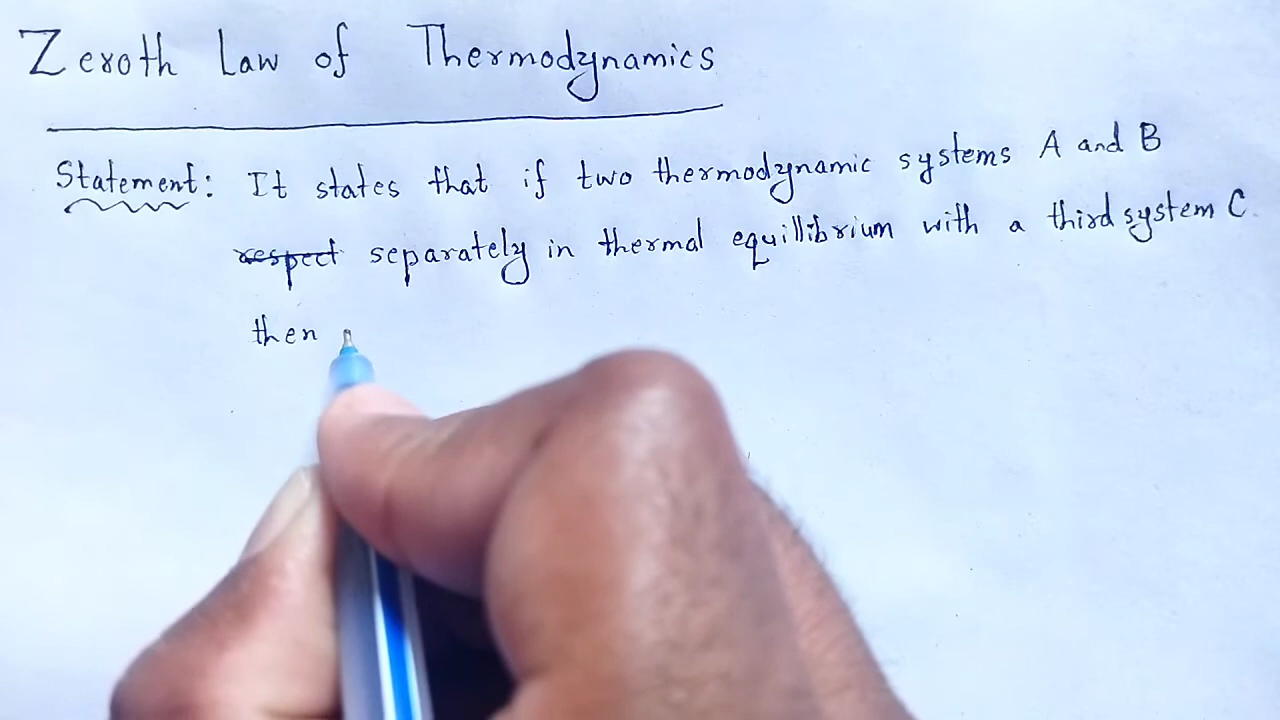 Zeroth Law of Thermodynamics
Statement: It states that if two thermodynamic systems A and B
respect separately in thermal equillibrium with a third system C
then